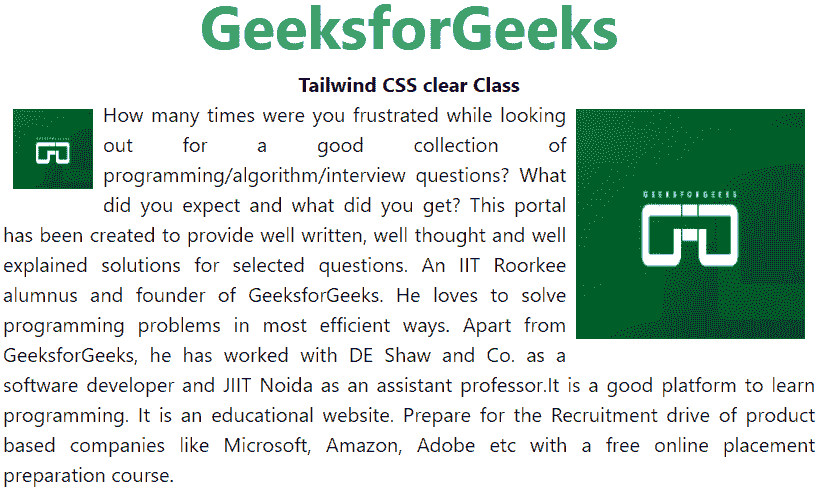 GeeksforGeeks
Tailwind CSS clear Class
How many times were you frustrated while looking
out for a good collection of
programming/algorithm/interview questions? What
did you expect and what did you get? This portal
has been created to provide well written, well thought and well
explained solutions for selected questions. An IIT Roorkee
alumnus and founder of GeeksforGeeks. He loves to solve
programming problems in most efficient ways. Apart from
GeeksforGeeks, he has worked with DE Shaw and Co. as a
software developer and JIIT Noida as an assistant professor.It is a good platform to learn
programming. It is an educational website. Prepare for the Recruitment drive of product
based companies like Microsoft, Amazon, Adobe etc with a free online placement
preparation course.
GEEKSFORGEEKS